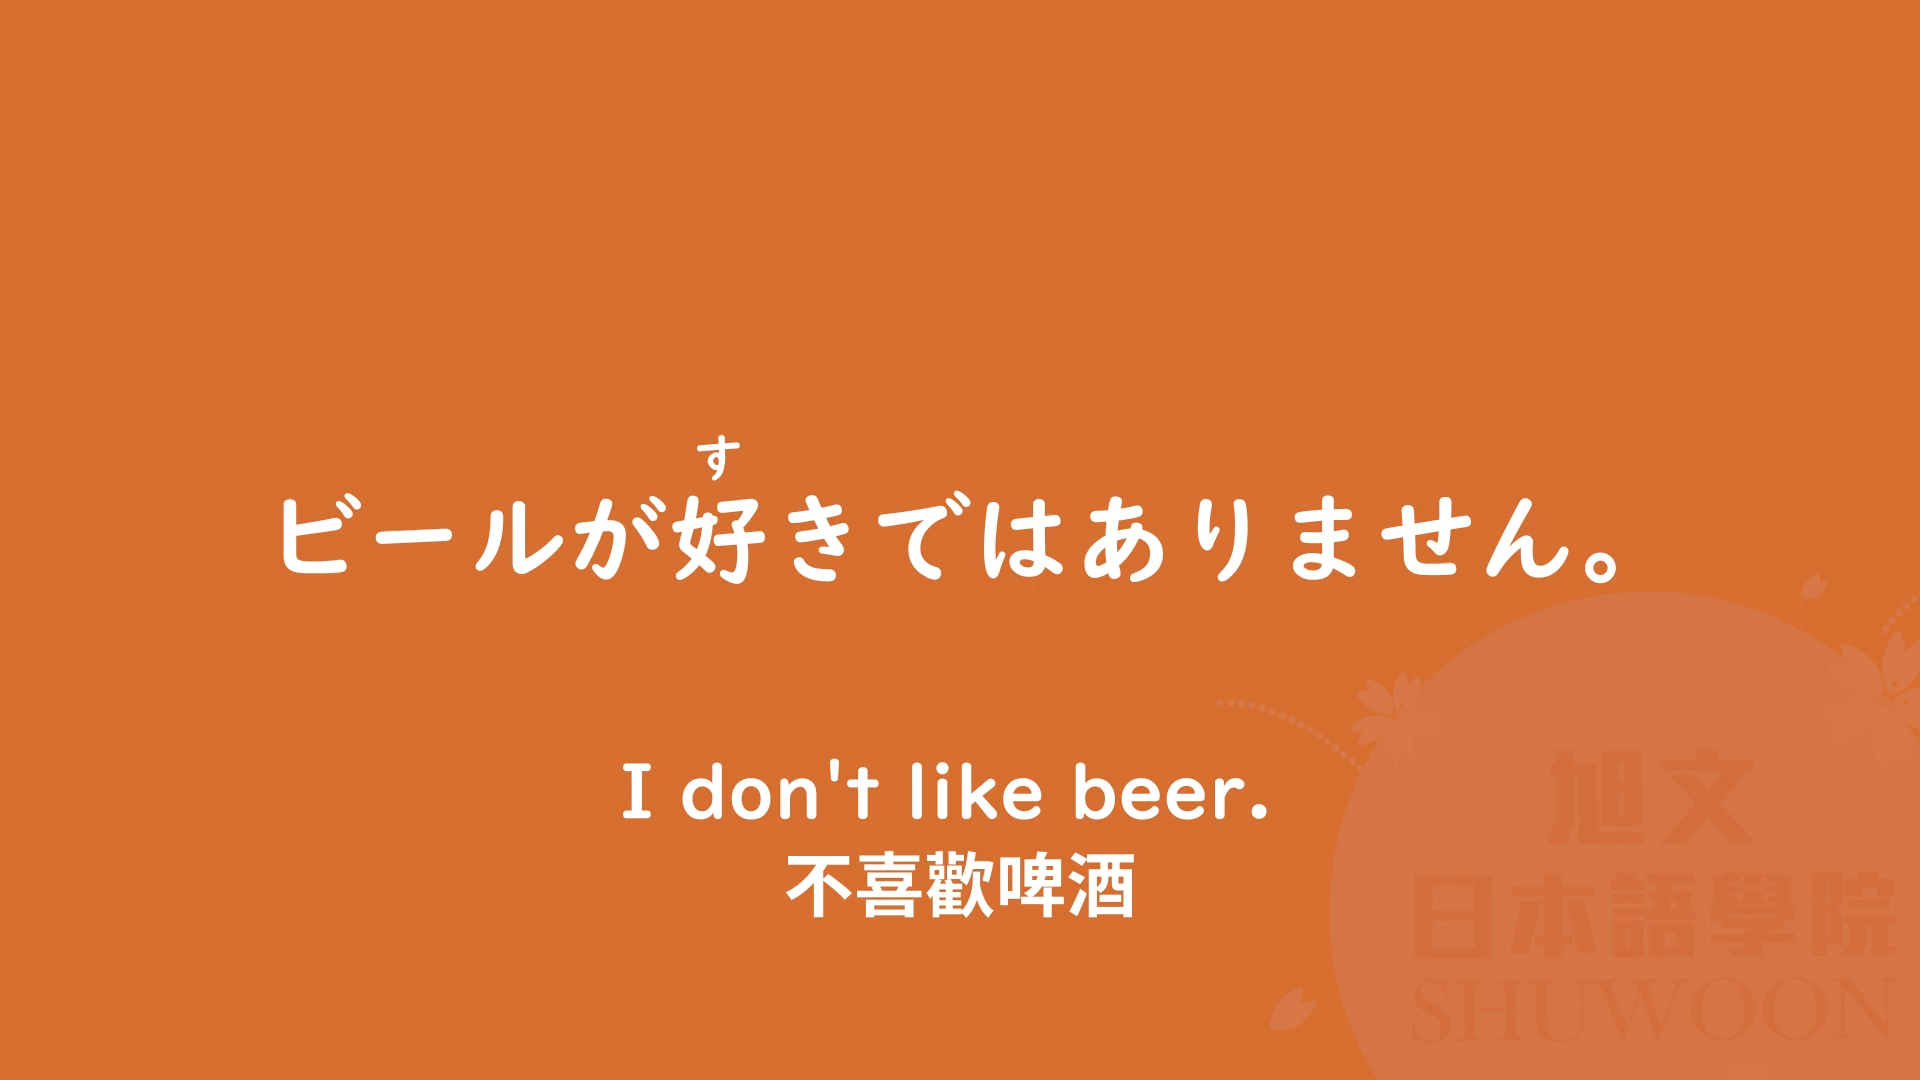 す
ビールが好きではありません。
I don't like beer.
不喜歡啤酒
旭文
日本語學院
SHUWOON